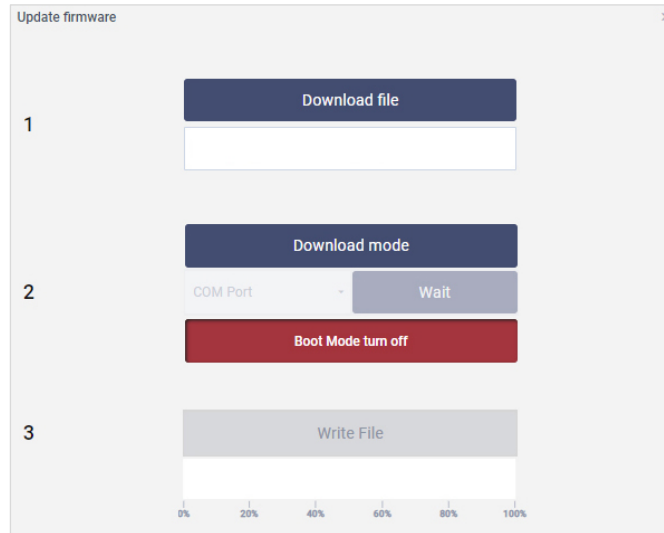 Update firmware
1
Download file
Download mode
2
COM Port
Wait
Boot Mode turn off
3
Write File
0% 20% 40% 60% 80% 100%